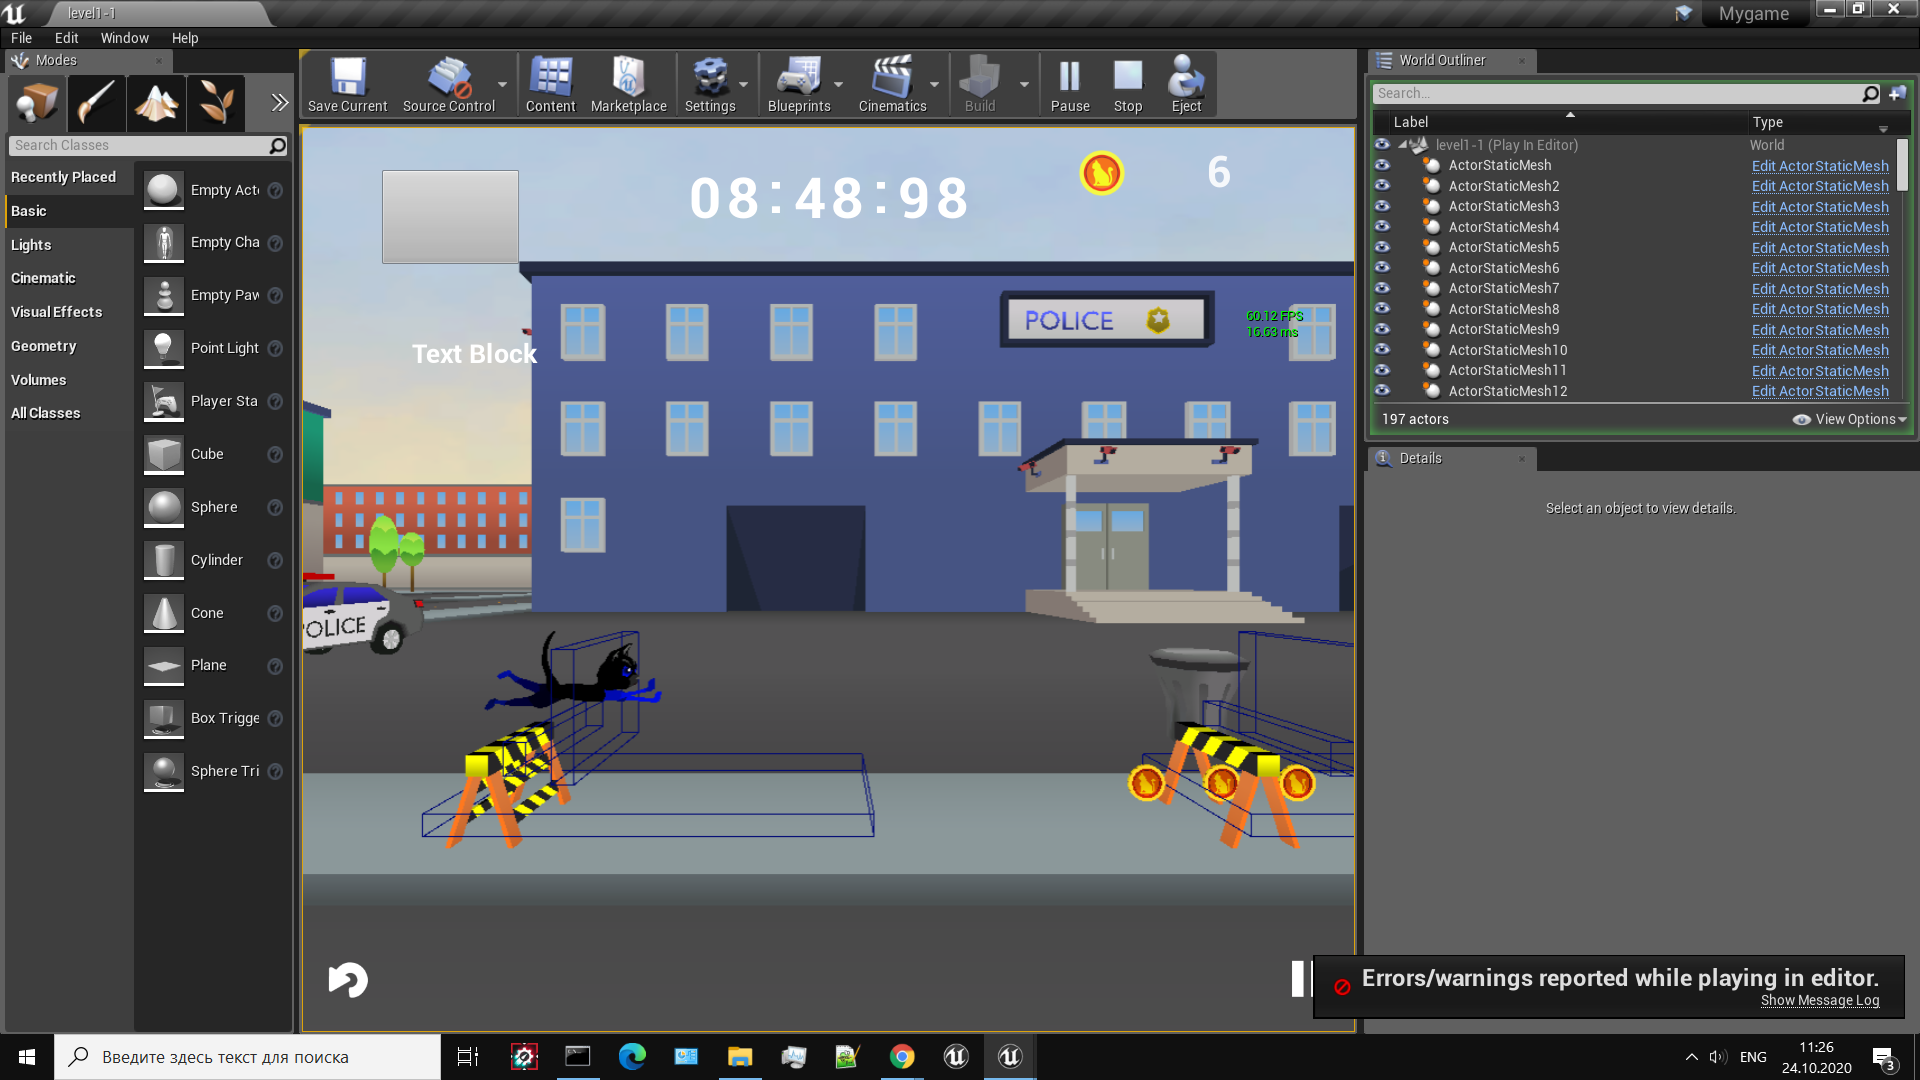 level1-1
Mygame
File Edit Window Help
Modes
Save Current
Source Control
Content
Marketplace
Settings
Blueprints
Cinematics
Build
Pause
Stop
Eject
Search Classes
Recently Placed
Basic
Lights
Cinematic
Visual Effects
Geometry
Volumes
All Classes
Empty Acto
Empty Cha
Empty Paw
Point Light
Player Sta
Cube
Sphere
Cylinder
Cone
Plane
Box Trigge
Sphere Tri
08:48:98
6
POLICE
60.12 FPS
16.63 ms
Text Block
POLICE
World Outliner
Search...
Label Type
level1-1 (Play In Editor) World
ActorStaticMesh Edit ActorStaticMesh
ActorStaticMesh2 Edit ActorStaticMesh
ActorStaticMesh3 Edit ActorStaticMesh
ActorStaticMesh4 Edit ActorStaticMesh
ActorStaticMesh5 Edit ActorStaticMesh
ActorStaticMesh6 Edit ActorStaticMesh
ActorStaticMesh7 Edit ActorStaticMesh
ActorStaticMesh8 Edit ActorStaticMesh
ActorStaticMesh9 Edit ActorStaticMesh
ActorStaticMesh10 Edit ActorStaticMesh
ActorStaticMesh11 Edit ActorStaticMesh
ActorStaticMesh12 Edit ActorStaticMesh
197 actors
View Options
Details
Select an object to view details.
Errors/warnings reported while playing in editor.
Show Message Log
Введите здесь текст для поиска
ENG
11:26
24.10.2020
3